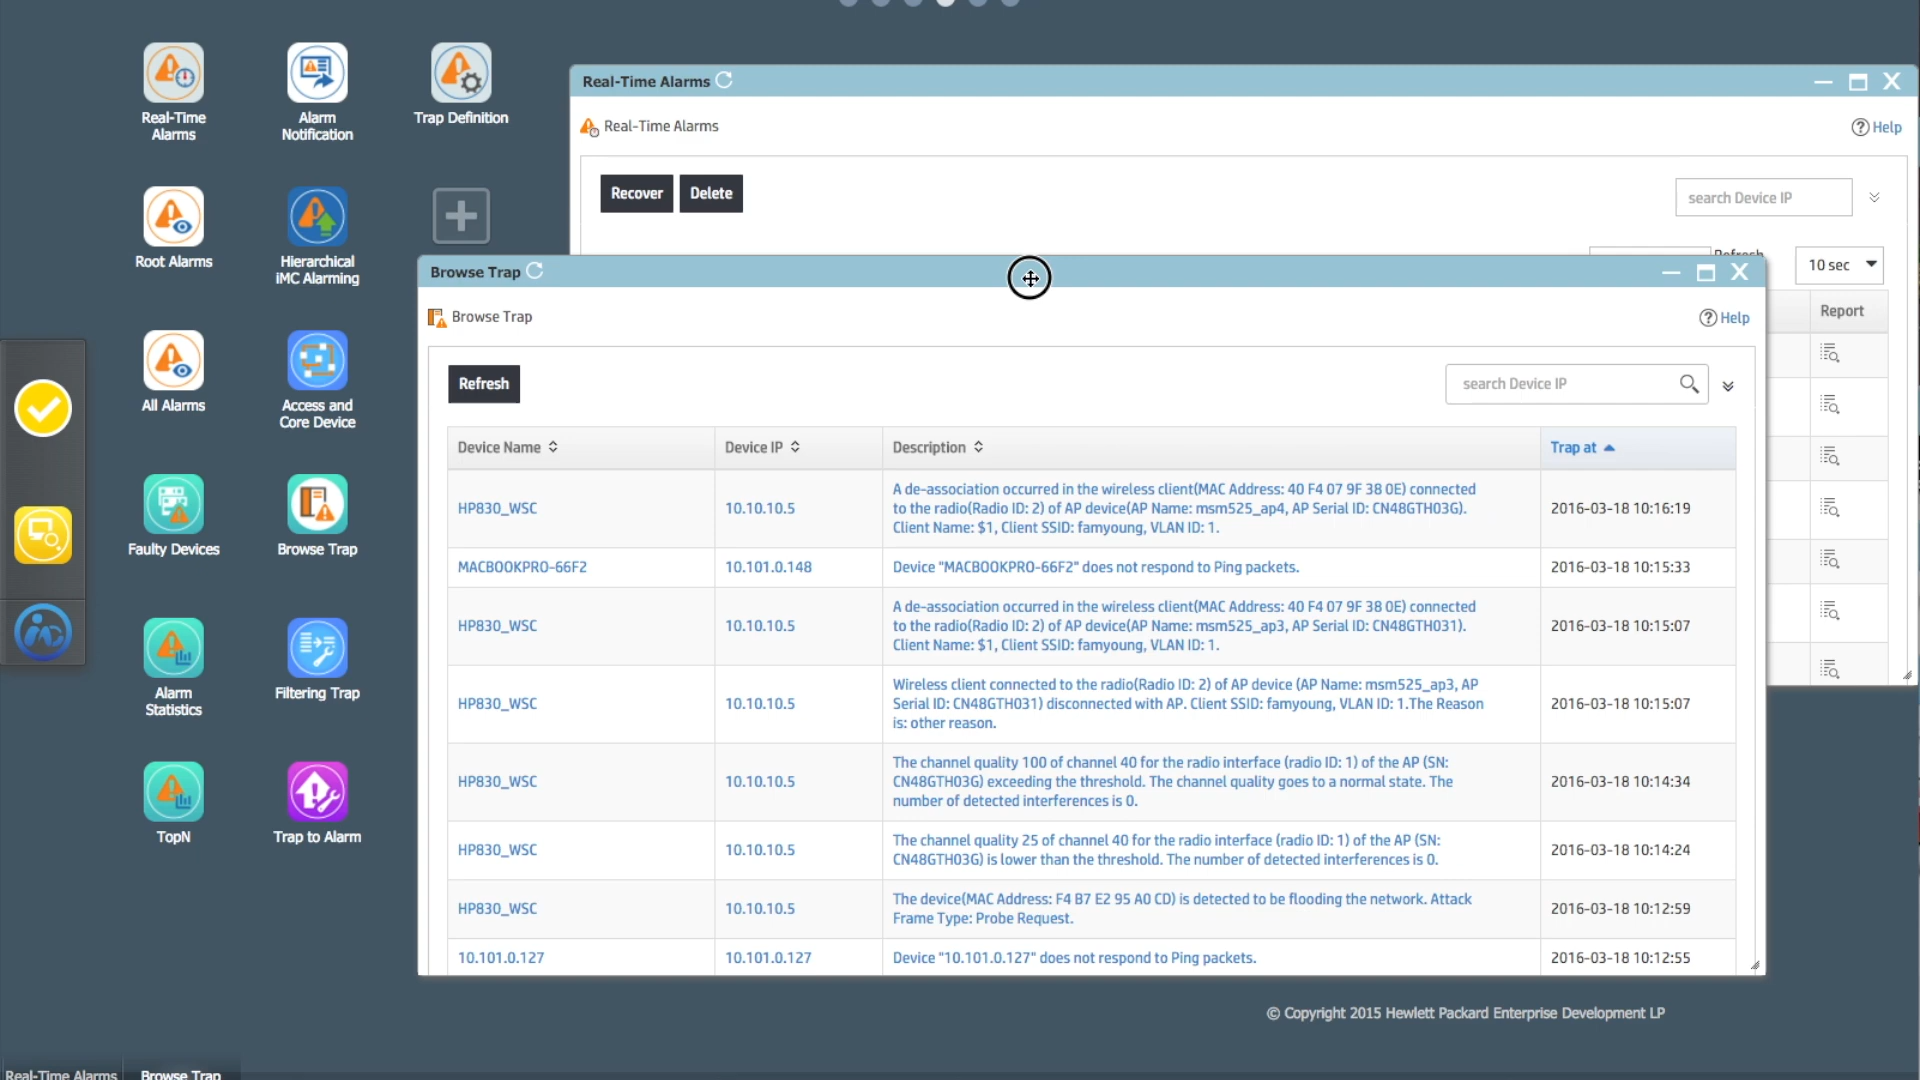 Real-Time
Alarms
Alarm
Notification
Trap Definition
Root Alarms
Hierarchical
iMC Alarming
All Alarms
Access and
Core Device
Faulty Devices
Browse Trap
Alarm
Statistics
Filtering Trap
TopN
Trap to Alarm
Real-Time Alarms
Real-Time Alarms
Help
Recover Delete
search Device IP
Refresh
10 sec
Report
Browse Trap
Browse Trap
Help
Refresh
search Device IP
Device Name Device IP Description Trap at
HP830_WSC 10.10.10.5 A de-association occurred in the wireless client(MAC Address: 40 F4 07 9F 38 0E) connected
to the radio(Radio ID: 2) of AP device(AP Name: msm525_ap4, AP Serial ID: CN48GTH03G).
Client Name: $1, Client SSID: famyoung, VLAN ID: 1. 2016-03-18 10:16:19
MACBOOKPRO-66F2 10.101.0.148 Device "MACBOOKPRO-66F2" does not respond to Ping packets. 2016-03-18 10:15:33
HP830_WSC 10.10.10.5 A de-association occurred in the wireless client(MAC Address: 40 F4 07 9F 38 0E) connected
to the radio(Radio ID: 2) of AP device(AP Name: msm525_ap3, AP Serial ID: CN48GTH031).
Client Name: $1, Client SSID: famyoung, VLAN ID: 1. 2016-03-18 10:15:07
HP830_WSC 10.10.10.5 Wireless client connected to the radio(Radio ID: 2) of AP device (AP Name: msm525_ap3, AP
Serial ID: CN48GTH031) disconnected with AP. Client SSID: famyoung, VLAN ID: 1.The Reason
is: other reason. 2016-03-18 10:15:07
HP830_WSC 10.10.10.5 The channel quality 100 of channel 40 for the radio interface (radio ID: 1) of the AP (SN:
CN48GTH03G) exceeding the threshold. The channel quality goes to a normal state. The
number of detected interferences is 0. 2016-03-18 10:14:34
HP830_WSC 10.10.10.5 The channel quality 25 of channel 40 for the radio interface (radio ID: 1) of the AP (SN:
CN48GTH03G) is lower than the threshold. The number of detected interferences is 0. 2016-03-18 10:14:24
HP830_WSC 10.10.10.5 The device(MAC Address: F4 B7 E2 95 A0 CD) is detected to be flooding the network. Attack
Frame Type: Probe Request. 2016-03-18 10:12:59
10.101.0.127 10.101.0.127 Device "10.101.0.127" does not respond to Ping packets. 2016-03-18 10:12:55
© Copyright 2015 Hewlett Packard Enterprise Development LP
Real-Time Alarms Browse Trap